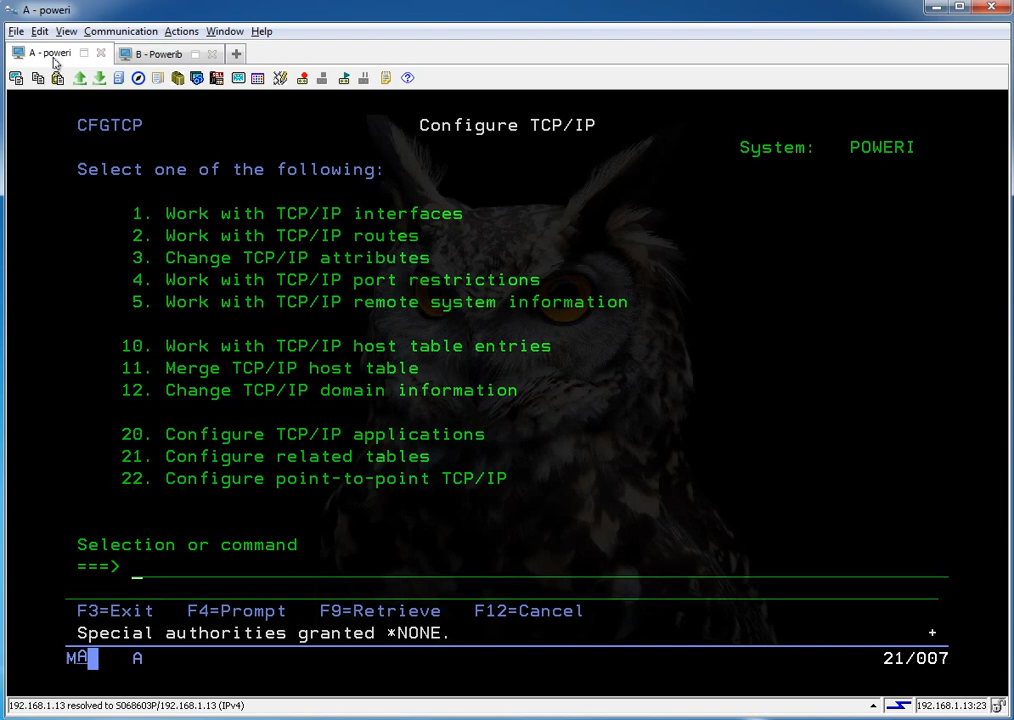 A - poweri
File Edit View Communication Actions Window Help
A - poweri B - Powerib
CFGTCP Configure TCP/IP
System: POWERI
Select one of the following:
1. Work with TCP/IP interfaces
2. Work with TCP/IP routes
3. Change TCP/IP attributes
4. Work with TCP/IP port restrictions
5. Work with TCP/IP remote system information
10. Work with TCP/IP host table entries
11. Merge TCP/IP host table
12. Change TCP/IP domain information
20. Configure TCP/IP applications
21. Configure related tables
22. Configure point-to-point TCP/IP
Selection or command
===> _
F3=Exit F4=Prompt F9=Retrieve F12=Cancel
Special authorities granted *NONE. +
MA A 21/007
192.168.1.13 resolved to S068603P/192.168.1.13 (IPv4) 192.168.1.13:23